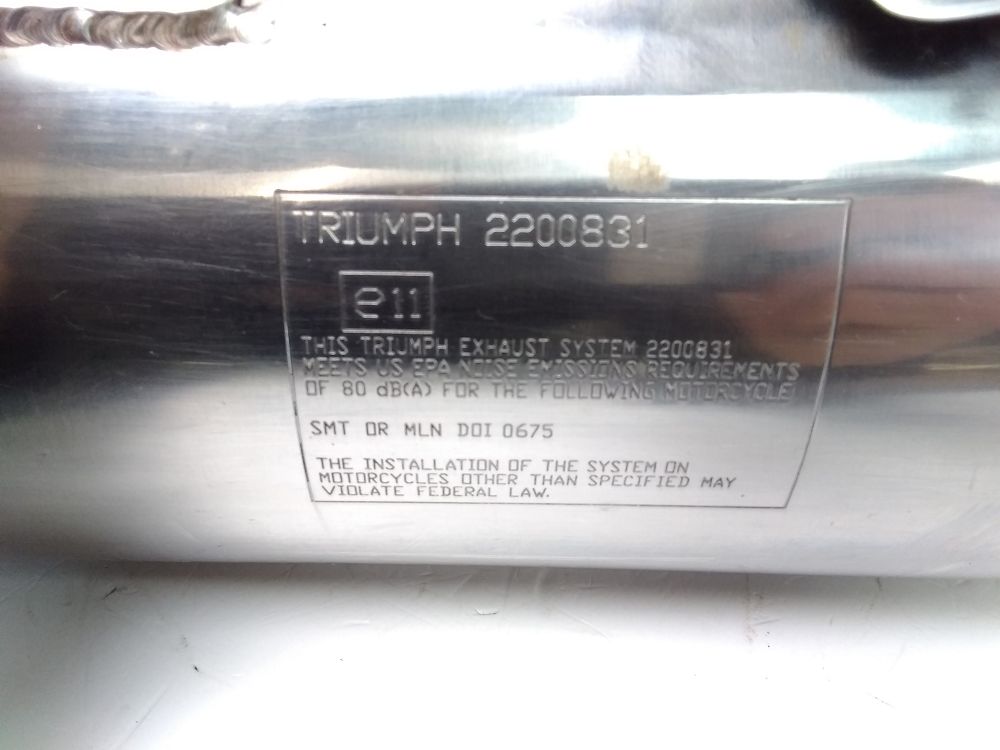 TRIUMPH 2200831
e11
THIS TRIUMPH EXHAUST SYSTEM 2200831
MEETS US EPA NOISE EMISSIONS REQUIREMENTS
OF 80 dB(A) FOR THE FOLLOWING MOTORCYCLE
SMT OR MLN DOI 0675
THE INSTALLATION OF THE SYSTEM ON
MOTORCYCLES OTHER THAN SPECIFIED MAY
VIOLATE FEDERAL LAW.